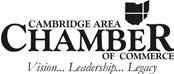 CAMBRIDGE AREA
CHAMBER
OF COMMERCE
Vision... Leadership... Legacy